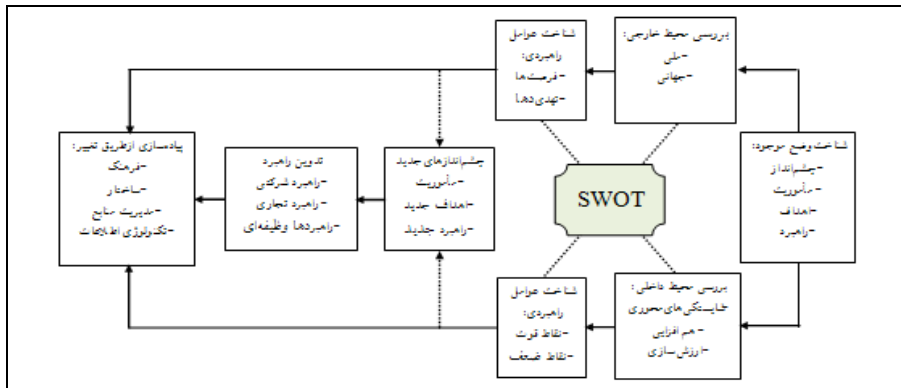 شناخت وضع موجود:
-چشم‌انداز
-مأموریت
-اهداف
-راهبرد
بررسی محیط خارجی:
-ملی
-جهانی
شناخت عوامل
راهبردی:
-فرصت‌ها
-تهدیدها
SWOT
بررسی محیط داخلی:
-شایستگی‌های محوری
-هم افزایی
-ارزش سازی
شناخت عوامل
راهبردی:
-نقاط قوت
-نقاط ضعف
چشم‌اندازهای جدید
-مأموریت
-اهداف جدید
-راهبرد جدید
تدوین راهبرد
-راهبرد شرکتی
-راهبرد تجاری
-راهبردها وظیفه‌ای
پیاده‌سازی ازطریق تغییر:
-فرهنگ
-ساختار
-مدیریت منابع
-تکنولوژی اطلاعات